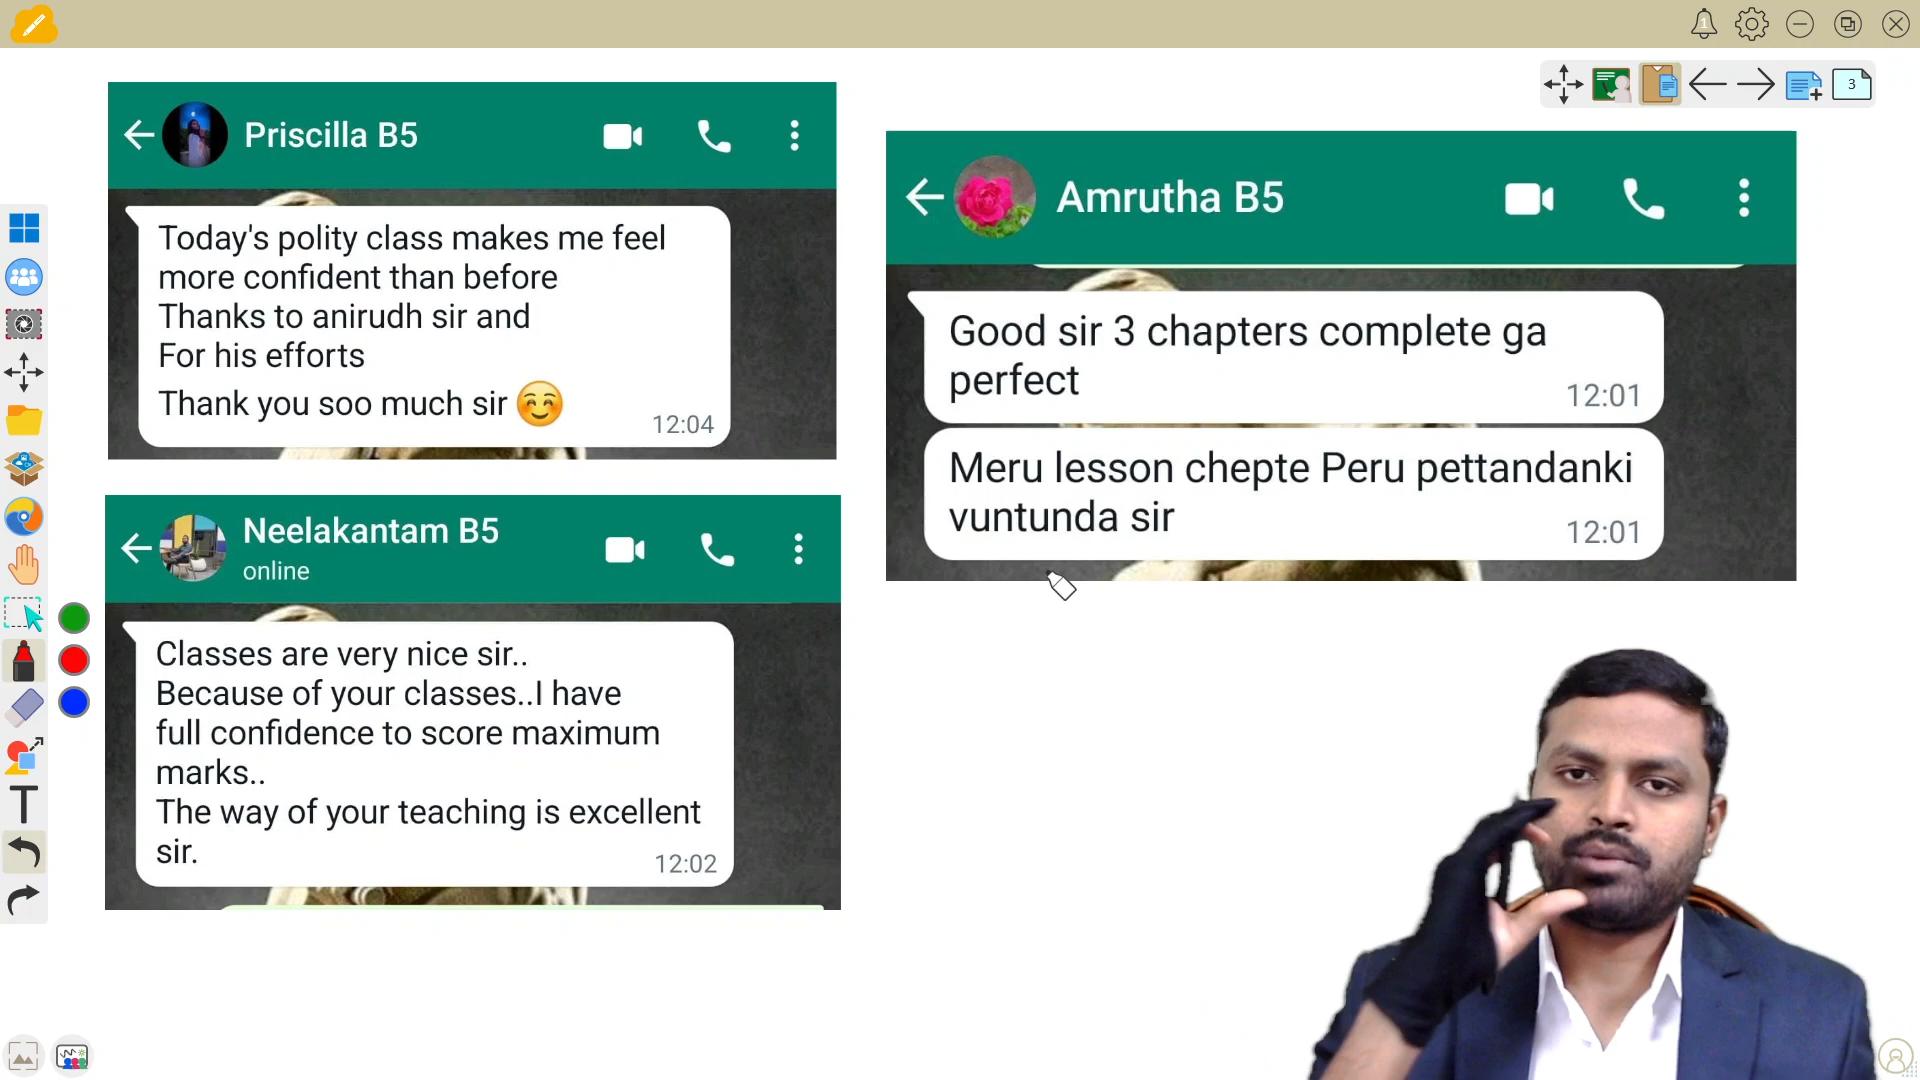 1
3
Priscilla B5
Today's polity class makes me feel
more confident than before
Thanks to anirudh sir and
For his efforts
Thank you soo much sir 😊
12:04
Neelakantam B5
online
Classes are very nice sir..
Because of your classes..I have
full confidence to score maximum
marks..
The way of your teaching is excellent
sir.
12:02
Amrutha B5
Good sir 3 chapters complete ga
perfect
12:01
Meru lesson chepte Peru pettandanki
vuntunda sir
12:01
T